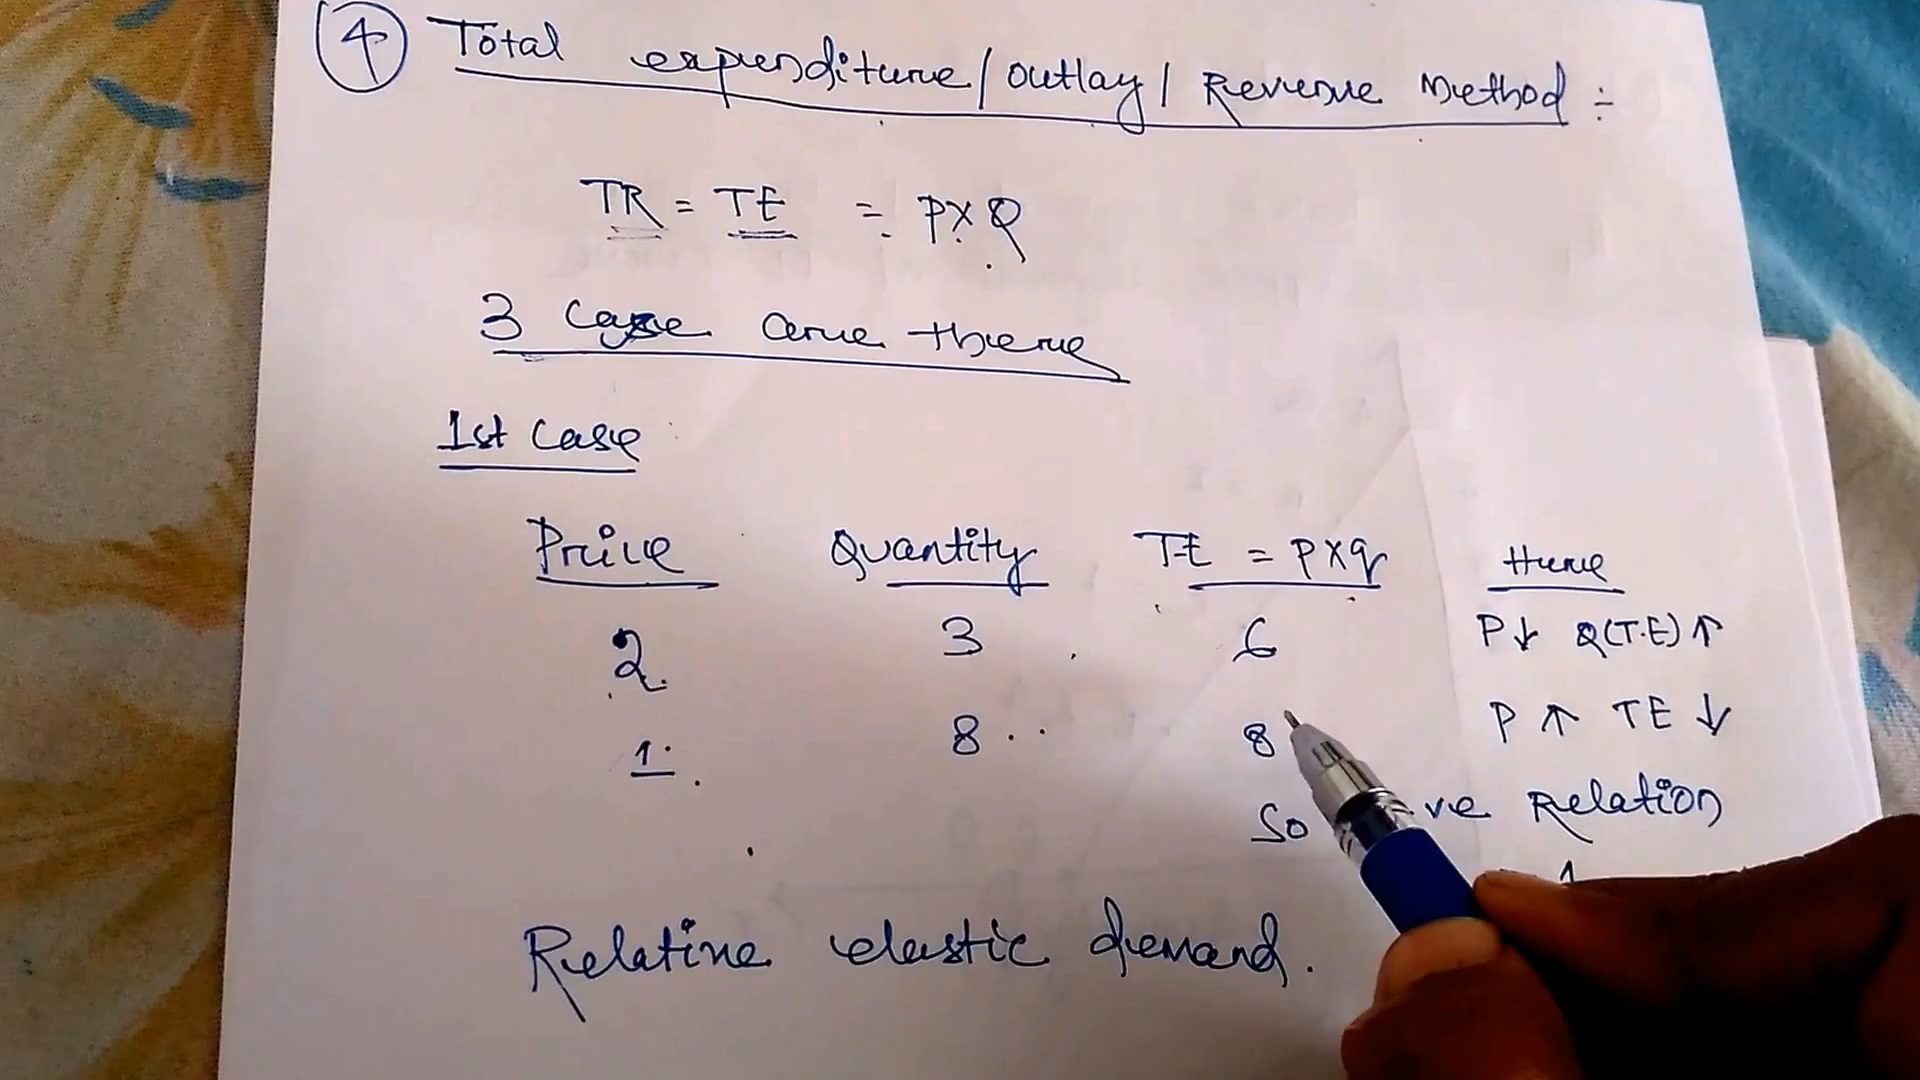 4 Total expenditure / outlay / Revenue Method :-
TR = TE = P X Q
3 Case are there
1st Case
Price Quantity TE = P X q Here
2 3 6 P↓ Q(T.E)↑
1 8 8 P ↑ TE ↓
So ve Relation
Relative elastic demand.